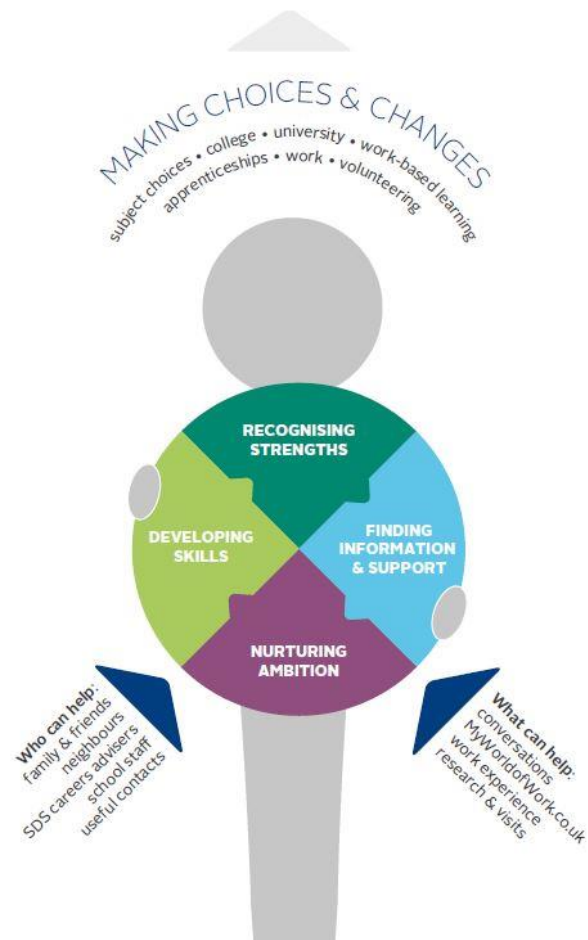 MAKING CHOICES & CHANGES
subject choices • college • university • work-based learning
apprenticeships • work • volunteering
RECOGNISING
STRENGTHS
DEVELOPING
SKILLS
FINDING
INFORMATION
& SUPPORT
NURTURING
AMBITION
Who can help:
family & friends
neighbours
SDS careers advisers
school staff
useful contacts
What can help:
conversations
MyWorldofWork.co.uk
work experience
research & visits